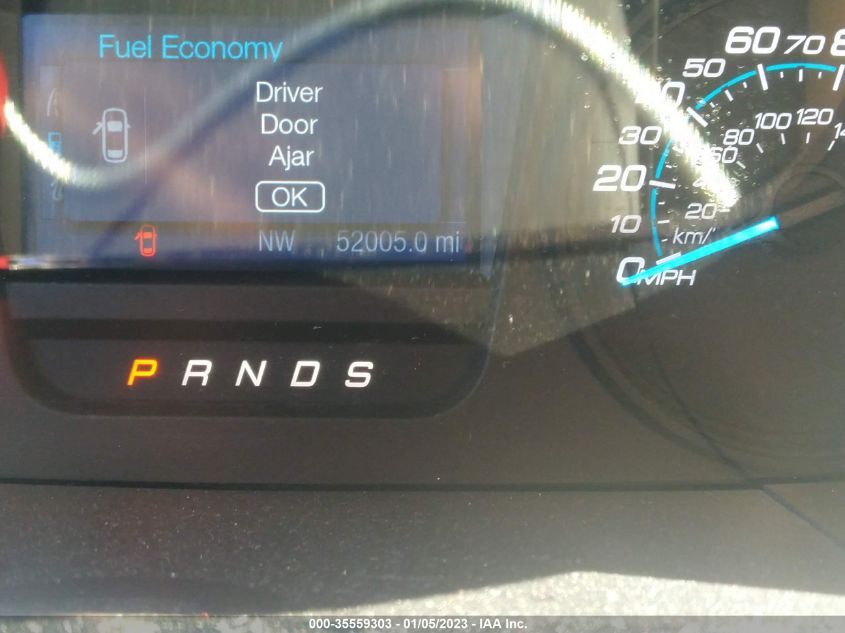 Fuel Economy
Driver
Door
Ajar
OK
NW 52005.0 mi
P R N D S
60 70
50
30
20
10
0 MPH
80 100 120
20
km/
000-35559303 - 01/05/2023 - IAA Inc.